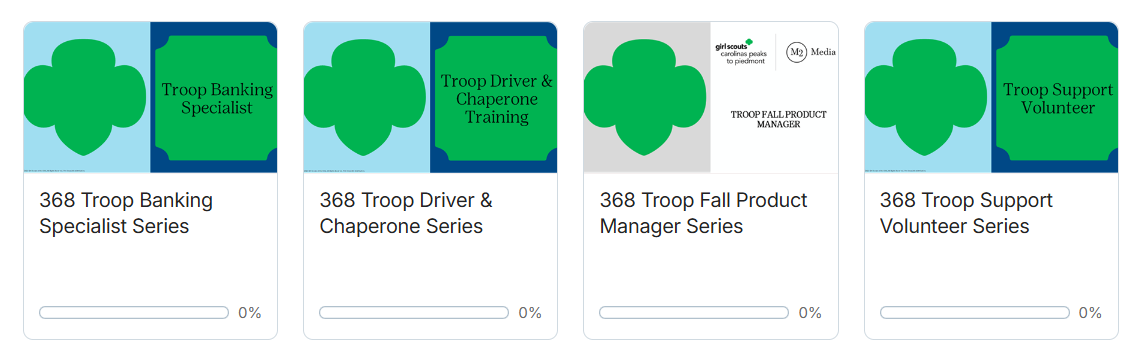 Troop Banking
Specialist
Troop Driver &
Chaperone
Training
girl scouts
carolinas peaks
to piedmont
M2
Media
TROOP FALL PRODUCT
MANAGER
Troop Support
Volunteer
368 Troop Banking
Specialist Series
368 Troop Driver &
Chaperone Series
368 Troop Fall Product
Manager Series
368 Troop Support
Volunteer Series
0%
0%
0%
0%